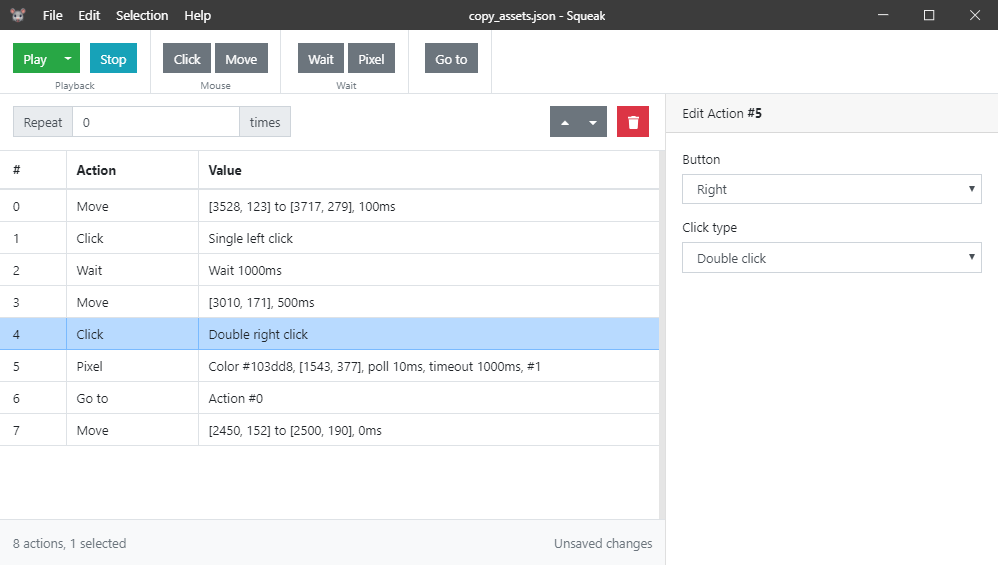 File Edit Selection Help copy_assets.json - Squeak
Play Stop Click Move Wait Pixel Go to
Playback Mouse Wait
Repeat 0 times
# Action Value
0 Move [3528, 123] to [3717, 279], 100ms
1 Click Single left click
2 Wait Wait 1000ms
3 Move [3010, 171], 500ms
4 Click Double right click
5 Pixel Color #103dd8, [1543, 377], poll 10ms, timeout 1000ms, #1
6 Go to Action #0
7 Move [2450, 152] to [2500, 190], 0ms
8 actions, 1 selected Unsaved changes
Edit Action #5
Button
Right
Click type
Double click